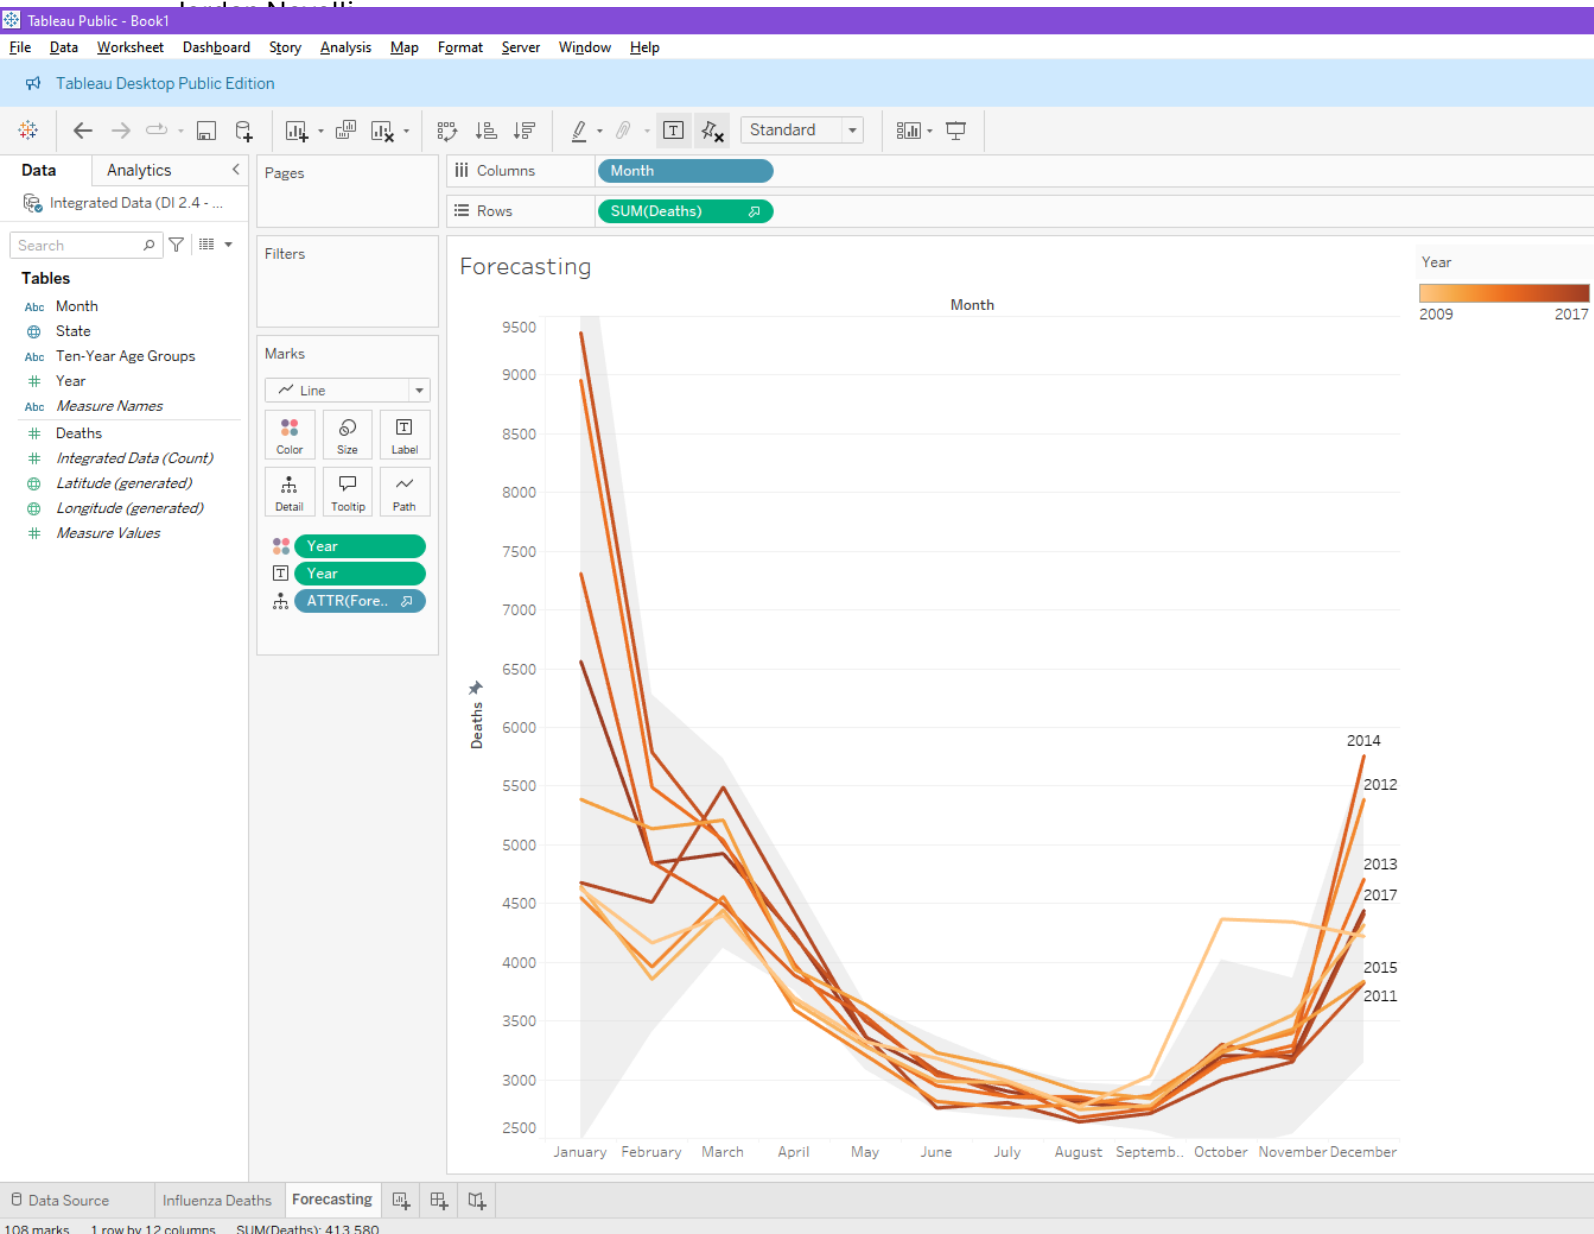 Jordan Novelli
Tableau Public - Book1
File Data Worksheet Dashboard Story Analysis Map Format Server Window Help
Tableau Desktop Public Edition
Standard
Data Analytics
Integrated Data (DI 2.4 - ...
Search
Tables
Abc Month
State
Abc Ten-Year Age Groups
# Year
Abc Measure Names
# Deaths
# Integrated Data (Count)
Latitude (generated)
Longitude (generated)
# Measure Values
Pages
Filters
Marks
Line
Color Size Label
Detail Tooltip Path
Year
Year
ATTR(Fore..
Columns Month
Rows SUM(Deaths)
Forecasting
Month
Deaths
9500
9000
8500
8000
7500
7000
6500
6000
5500
5000
4500
4000
3500
3000
2500
2014
2012
2013
2017
2015
2011
January February March April May June July August Septemb.. October November December
Year
2009 2017
Data Source Influenza Deaths Forecasting
108 marks 1 row by 12 columns SUM(Deaths): 413,580